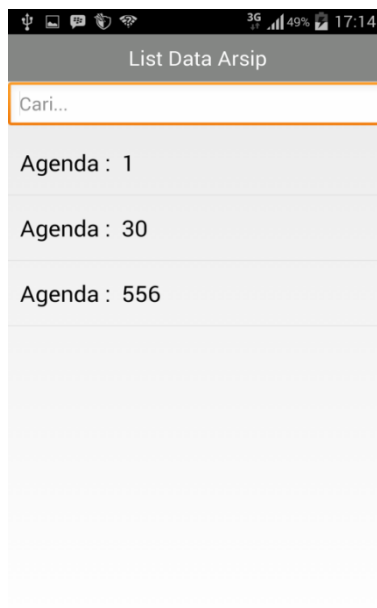 3G 49% 17:14
List Data Arsip
Cari...
Agenda : 1
Agenda : 30
Agenda : 556